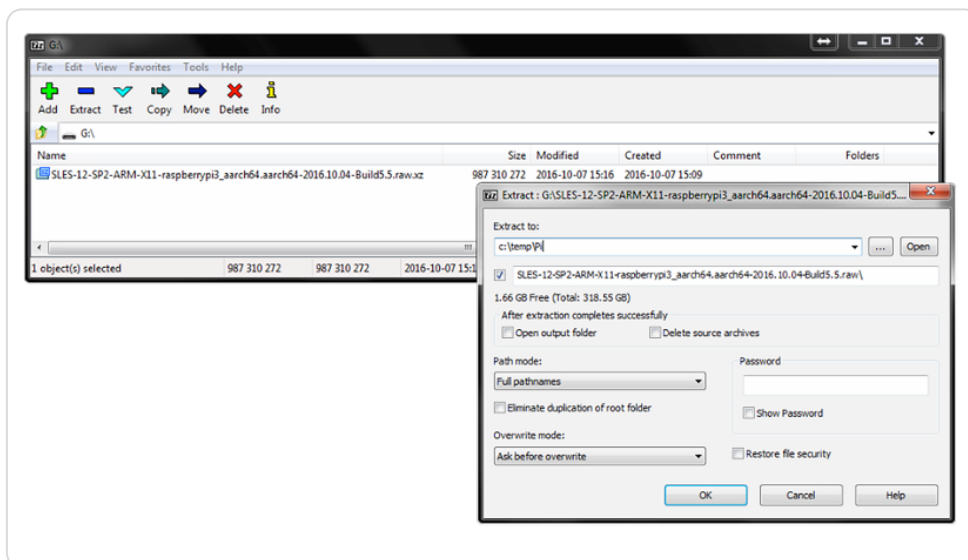 G:\
File Edit View Favorites Tools Help
Add Extract Test Copy Move Delete Info
G:\
Name Size Modified Created Comment Folders
SLES-12-SP2-ARM-X11-raspberrypi3_aarch64.aarch64-2016.10.04-Build5.5.raw.xz 987 310 272 2016-10-07 15:16 2016-10-07 15:09
1 object(s) selected 987 310 272 987 310 272 2016-10-07 15:1
Extract : G:\SLES-12-SP2-ARM-X11-raspberrypi3_aarch64.aarch64-2016.10.04-Build5....
Extract to:
c:\temp\Pi
... Open
SLES-12-SP2-ARM-X11-raspberrypi3_aarch64.aarch64-2016.10.04-Build5.5.raw\
1.66 GB Free (Total: 318.55 GB)
After extraction completes successfully
Open output folder Delete source archives
Path mode: Password
Full pathnames
Eliminate duplication of root folder Show Password
Overwrite mode:
Ask before overwrite Restore file security
OK Cancel Help